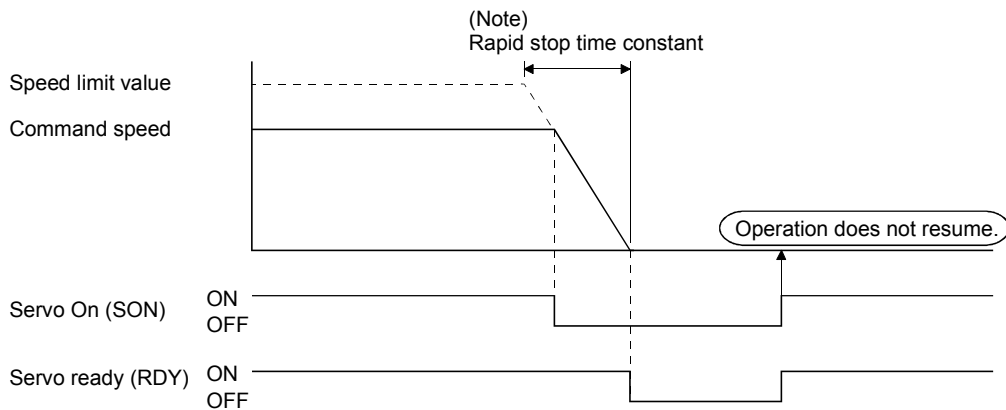 (Note)
Rapid stop time constant
Speed limit value
Command speed
Operation does not resume.
Servo On (SON)
ON
OFF
Servo ready (RDY)
ON
OFF